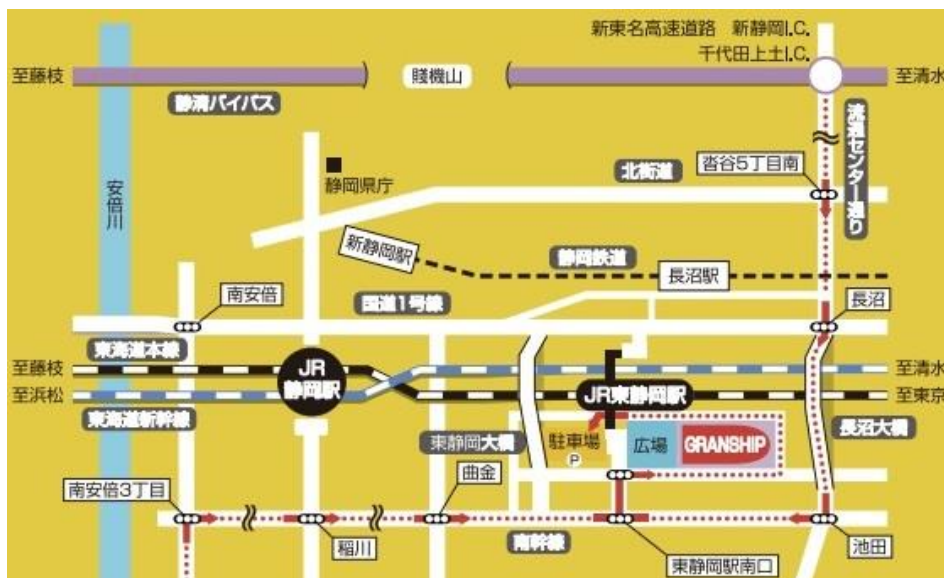 新東名高速道路 新静岡I.C.
千代田上土I.C.
至藤枝
賤機山
至清水
静清バイパス
流通センター通り
沓谷5丁目南
北街道
静岡県庁
安倍川
新静岡駅
静岡鉄道
長沼駅
南安倍
国道1号線
長沼
東海道本線
至藤枝
JR
静岡駅
至清水
至浜松
JR東静岡駅
至東京
東海道新幹線
東静岡大橋
駐車場
P
広場
GRANSHIP
長沼大橋
曲金
南安倍3丁目
稲川
南幹線
東静岡駅南口
池田